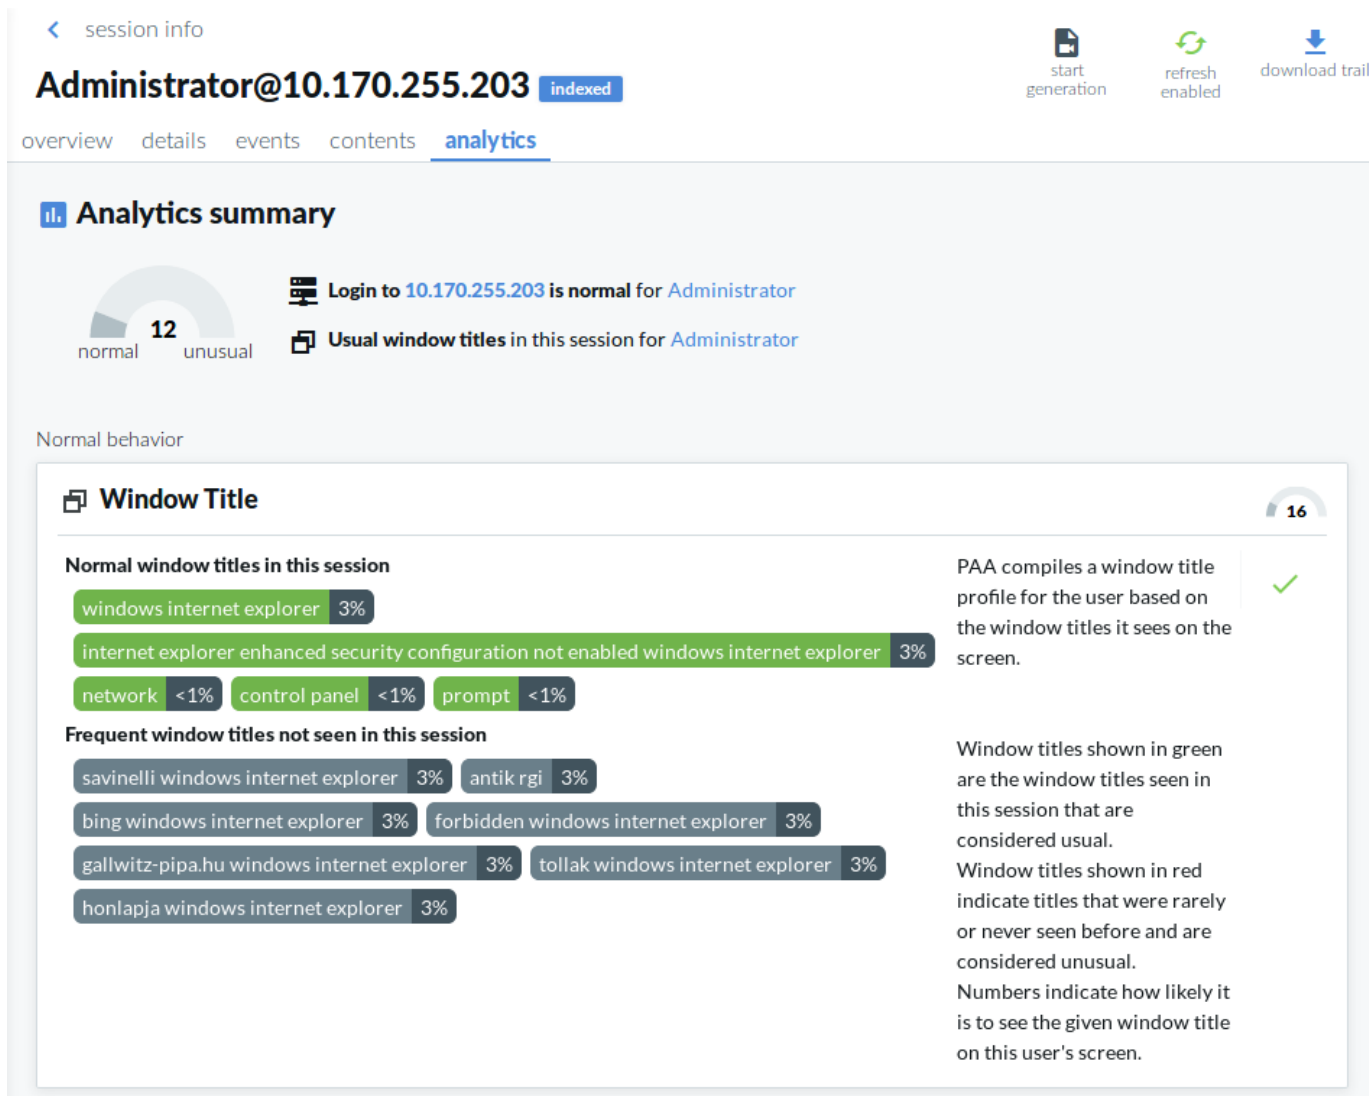 session info
Administrator@10.170.255.203 indexed
start
generation
refresh
enabled
download trail
overview details events contents analytics
Analytics summary
12
normal unusual
Login to 10.170.255.203 is normal for Administrator
Usual window titles in this session for Administrator
Normal behavior
Window Title
16
Normal window titles in this session
windows internet explorer 3%
internet explorer enhanced security configuration not enabled windows internet explorer 3%
network <1% control panel <1% prompt <1%
Frequent window titles not seen in this session
savinelli windows internet explorer 3% antik rgi 3%
bing windows internet explorer 3% forbidden windows internet explorer 3%
gallwitz-pipa.hu windows internet explorer 3% tollak windows internet explorer 3%
honlapja windows internet explorer 3%
PAA compiles a window title
profile for the user based on
the window titles it sees on the
screen.
Window titles shown in green
are the window titles seen in
this session that are
considered usual.
Window titles shown in red
indicate titles that were rarely
or never seen before and are
considered unusual.
Numbers indicate how likely it
is to see the given window title
on this user's screen.